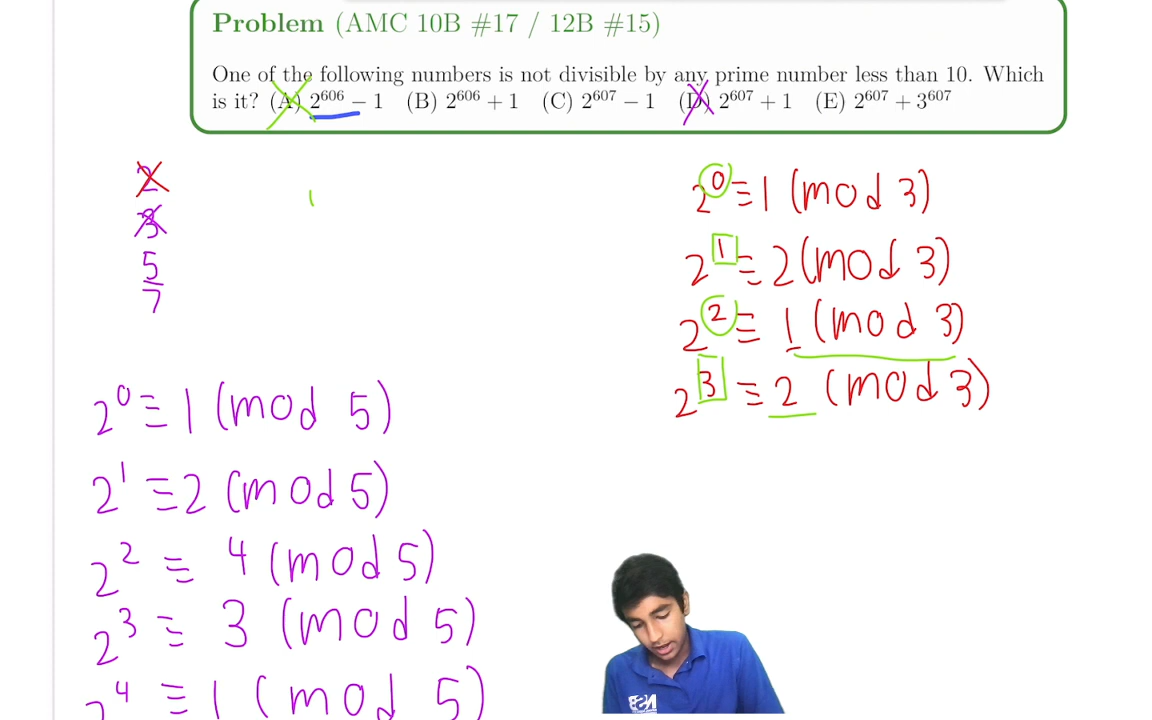 Problem (AMC 10B #17 / 12B #15)
One of the following numbers is not divisible by any prime number less than 10. Which
is it? (A) 2^606 − 1 (B) 2^606 + 1 (C) 2^607 − 1 (D) 2^607 + 1 (E) 2^607 + 3^607
2
3
5
7
1
2^0 ≡ 1 (mod 3)
2^1 ≡ 2 (mod 3)
2^2 ≡ 1 (mod 3)
2^3 ≡ 2 (mod 3)
2^0 ≡ 1 (mod 5)
2^1 ≡ 2 (mod 5)
2^2 ≡ 4 (mod 5)
2^3 ≡ 3 (mod 5)
2^4 ≡ 1 (mod 5)